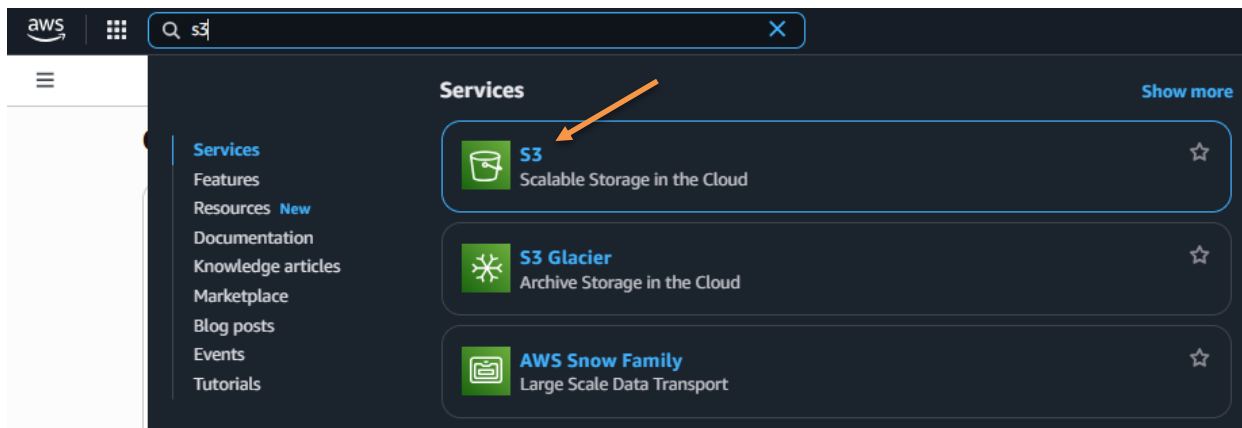 aws
s3
Services
Show more
Services
Features
Resources New
Documentation
Knowledge articles
Marketplace
Blog posts
Events
Tutorials
S3
Scalable Storage in the Cloud
S3 Glacier
Archive Storage in the Cloud
AWS Snow Family
Large Scale Data Transport